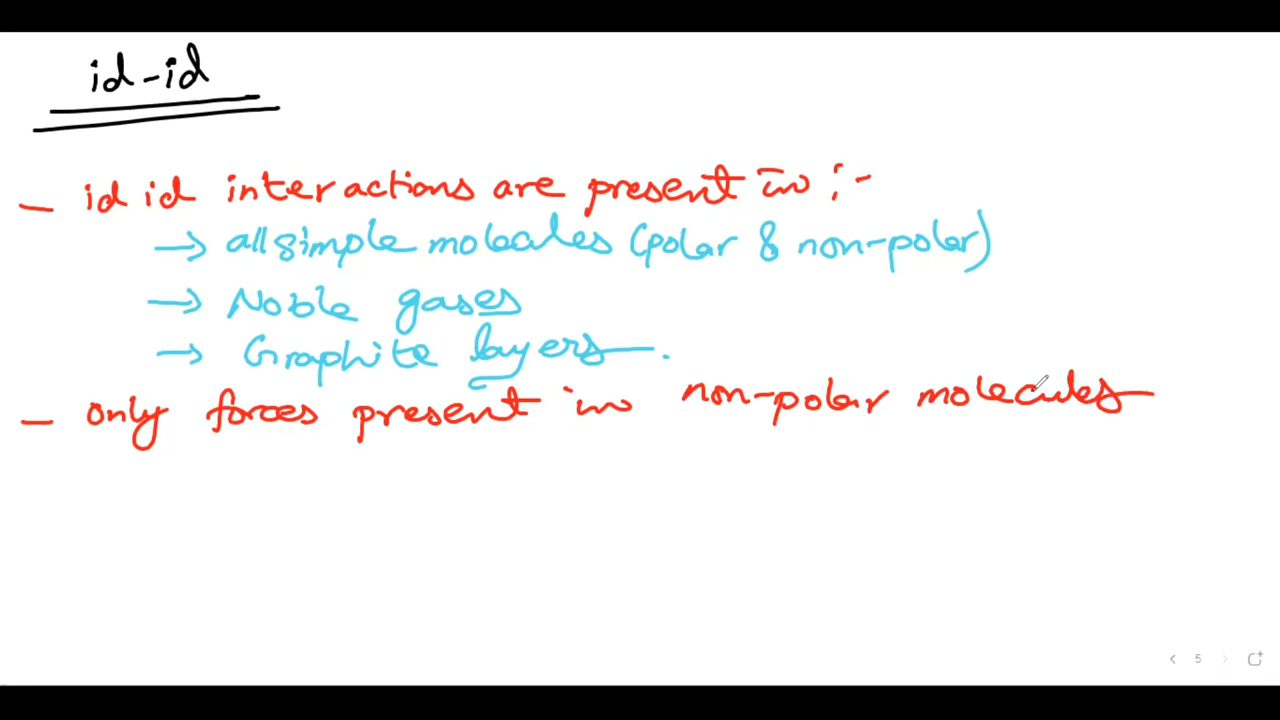 id-id
- id id interactions are present in :-
→ all simple molecules (polar & non-polar)
→ Noble gases
→ Graphite layers.
- only forces present in non-polar molecules
5